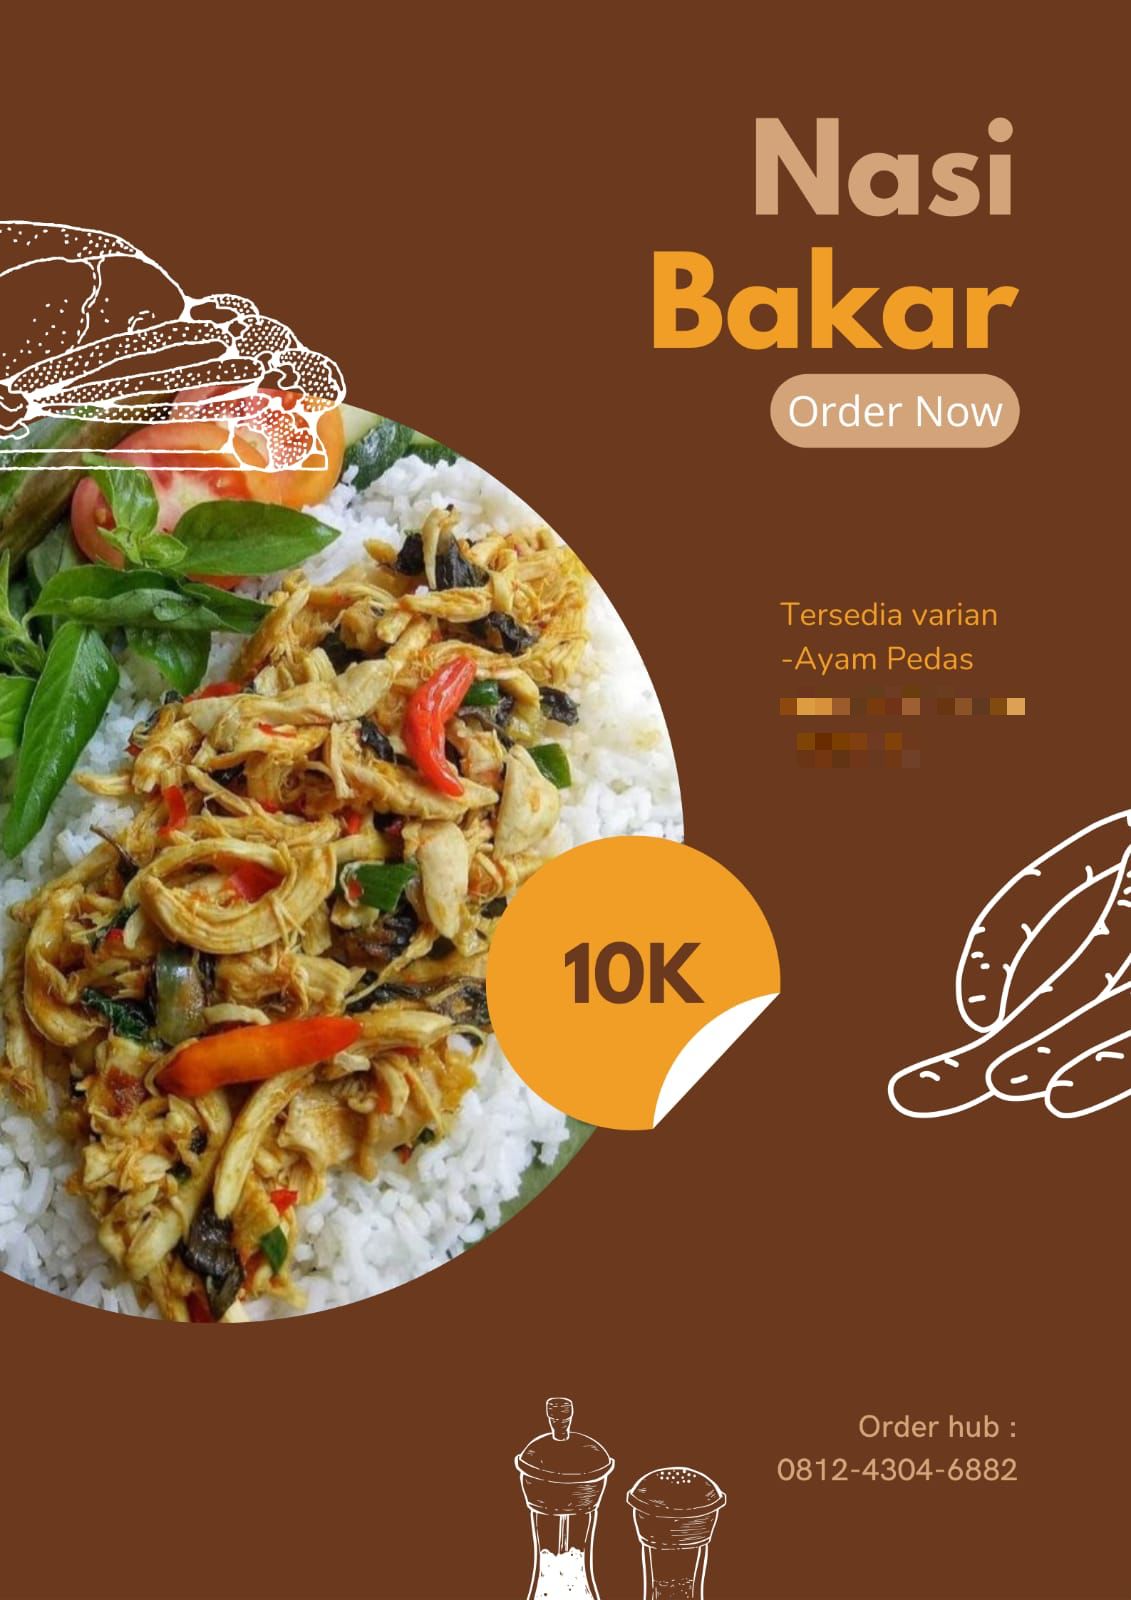 Nasi
Bakar
Order Now
Tersedia varian
-Ayam Pedas
10K
Order hub :
0812-4304-6882